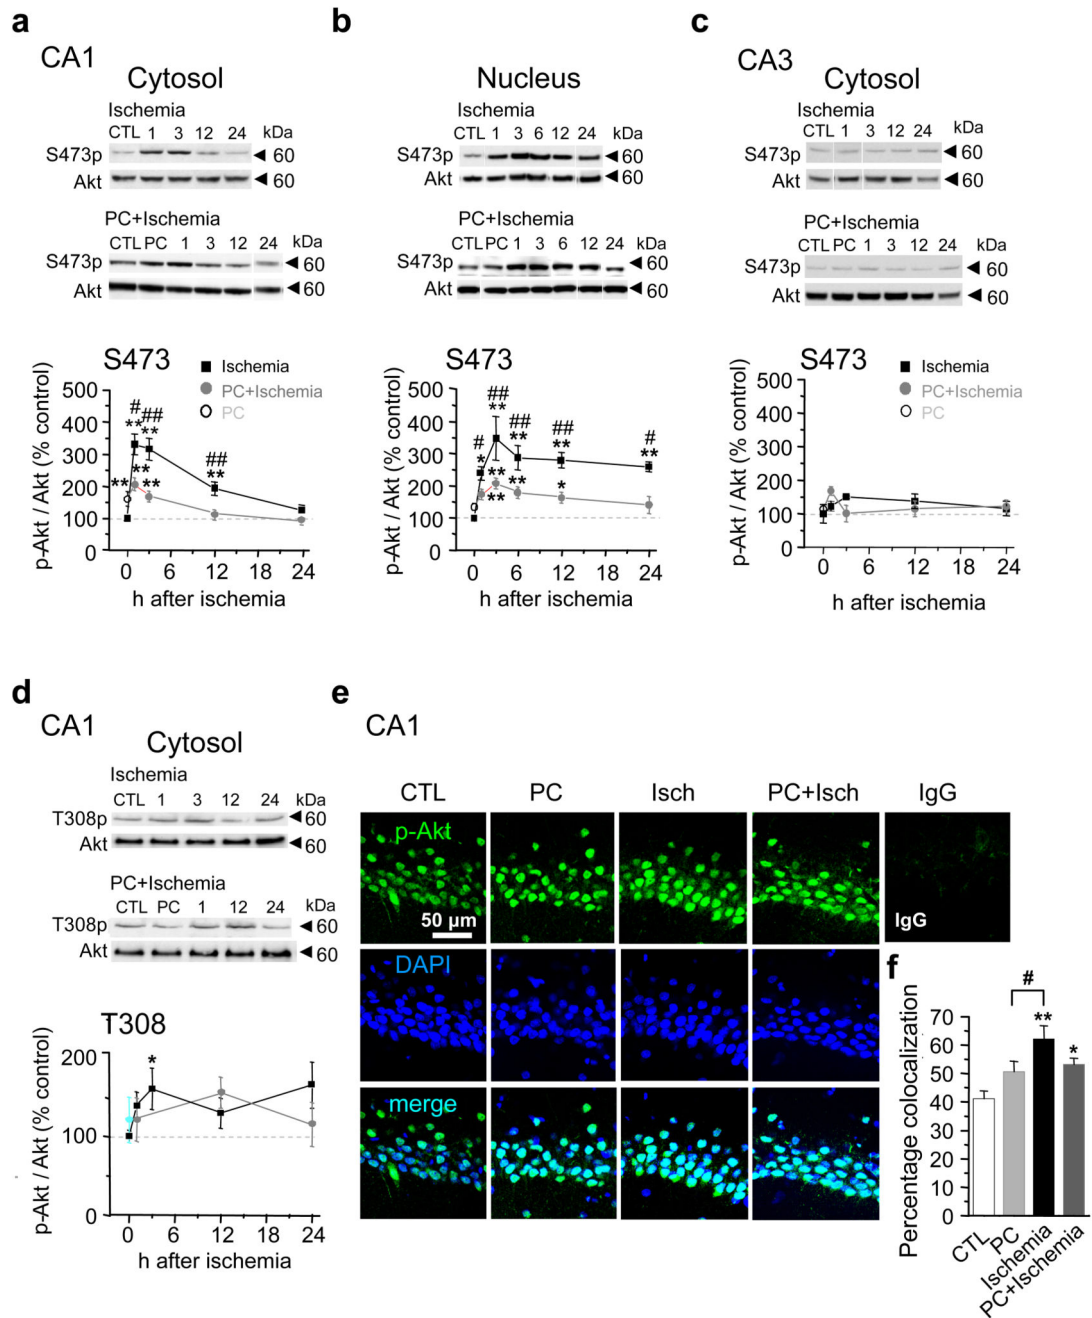 a
CA1
Cytosol
Ischemia
CTL 1 3 12 24 kDa
S473p ◄ 60
Akt ◄ 60
PC+Ischemia
CTL PC 1 3 12 24 kDa
S473p ◄ 60
Akt ◄ 60
S473
■ Ischemia
● PC+Ischemia
○ PC
p-Akt / Akt (% control)
500
400
300
200
100
0
# ##
** **
##
**
** **
**
0 6 12 18 24
h after ischemia
b
Nucleus
Ischemia
CTL 1 3 6 12 24
S473p ◄ 60
Akt ◄ 60
PC+Ischemia
CTL PC 1 3 6 12 24 kDa
S473p ◄ 60
Akt ◄ 60
S473
p-Akt / Akt (% control)
500
400
300
200
100
0
##
**
#
*
##
**
##
**
#
**
**
**
**
*
0 6 12 18 24
h after ischemia
c
CA3
Cytosol
Ischemia
CTL 1 3 12 24 kDa
S473p ◄ 60
Akt ◄ 60
PC+Ischemia
CTL PC 1 3 12 24 kDa
S473p ◄ 60
Akt ◄ 60
S473
■ Ischemia
● PC+Ischemia
○ PC
p-Akt / Akt (% control)
500
400
300
200
100
0
0 6 12 18 24
h after ischemia
d
CA1
Cytosol
Ischemia
CTL 1 3 12 24 kDa
T308p ◄ 60
Akt ◄ 60
PC+Ischemia
CTL PC 1 12 24 kDa
T308p ◄ 60
Akt ◄ 60
T308
p-Akt / Akt (% control)
200
100
0
*
0 6 12 18 24
h after ischemia
e
CA1
CTL PC Isch PC+Isch IgG
p-Akt
50 µm
IgG
DAPI
merge
f
Percentage colocalization
70
60
50
40
30
20
10
0
#
**
*
CTL
PC
Ischemia
PC+Ischemia